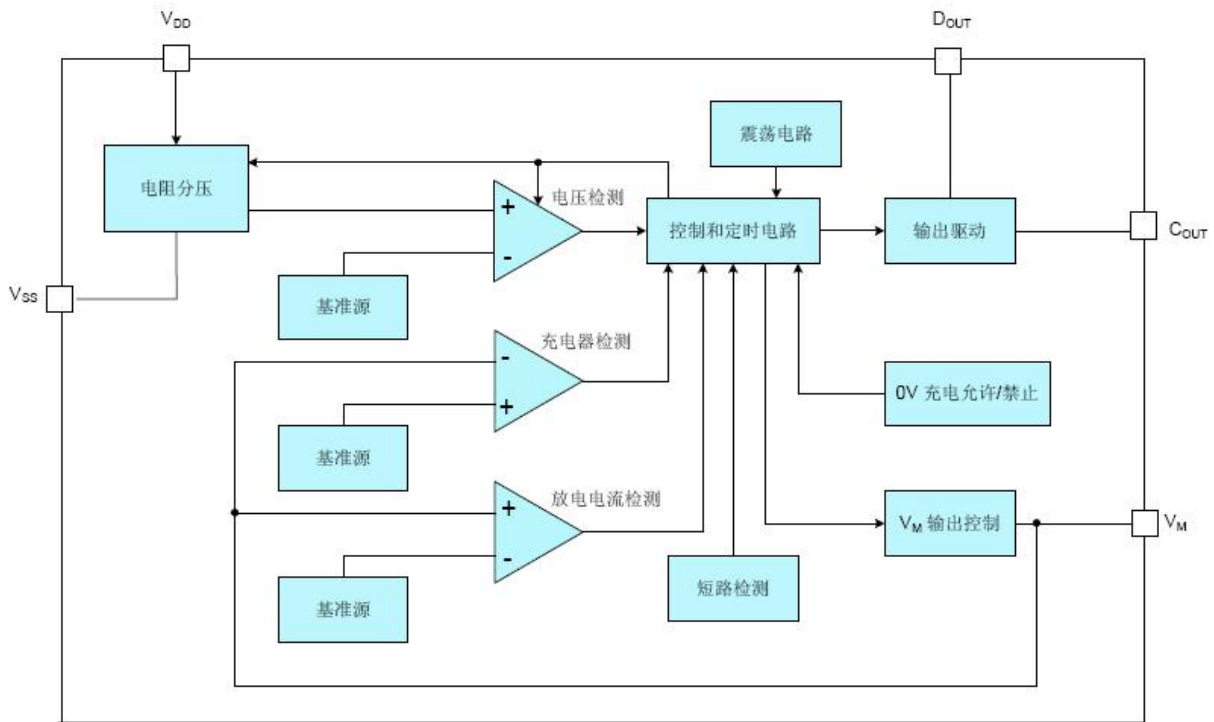 VDD
DOUT
震荡电路
电阻分压
+
电压检测
控制和定时电路
输出驱动
COUT
-
基准源
VSS
充电器检测
-
+
0V 充电允许/禁止
基准源
放电电流检测
+
VM 输出控制
VM
-
短路检测
基准源